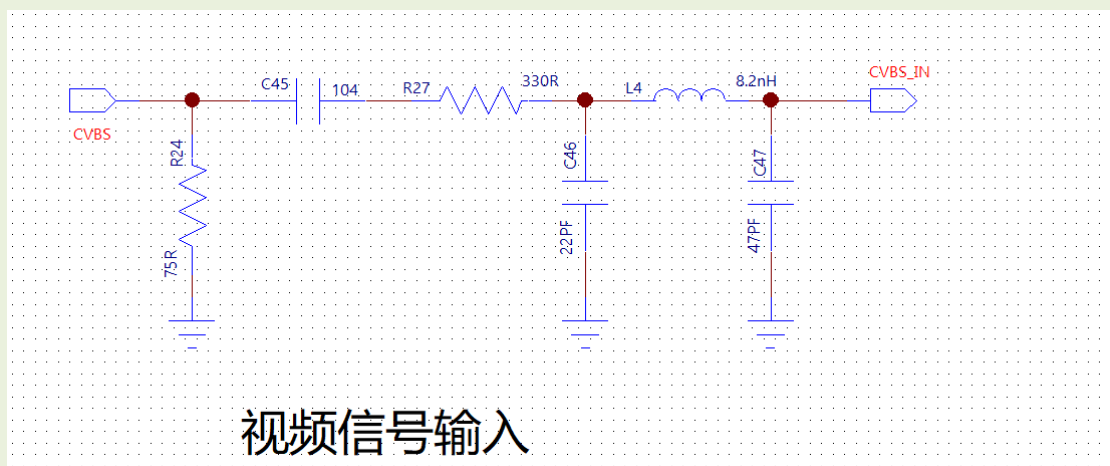 C45
104
R27
330R
L4
8.2nH
CVBS_IN
CVBS
R24
75R
C46
22PF
C47
47PF
视频信号输入